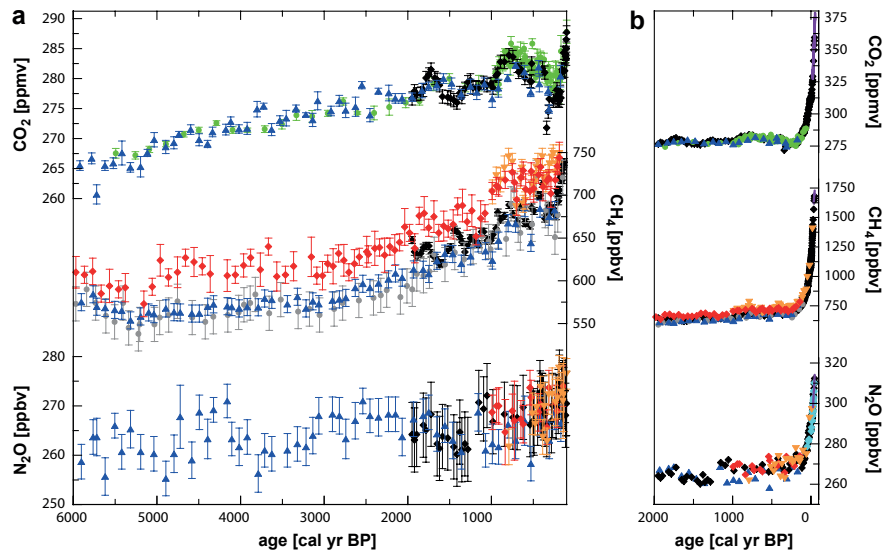 a
b
290
285
280
275
270
265
260
CO2 [ppmv]
750
700
650
600
550
CH4 [ppbv]
280
270
260
250
N2O [ppbv]
6000 5000 4000 3000 2000 1000
age [cal yr BP]
375
350
325
300
275
CO2 [ppmv]
1750
1500
1250
1000
750
CH4 [ppbv]
320
300
280
260
N2O [ppbv]
2000 1000 0
age [cal yr BP]